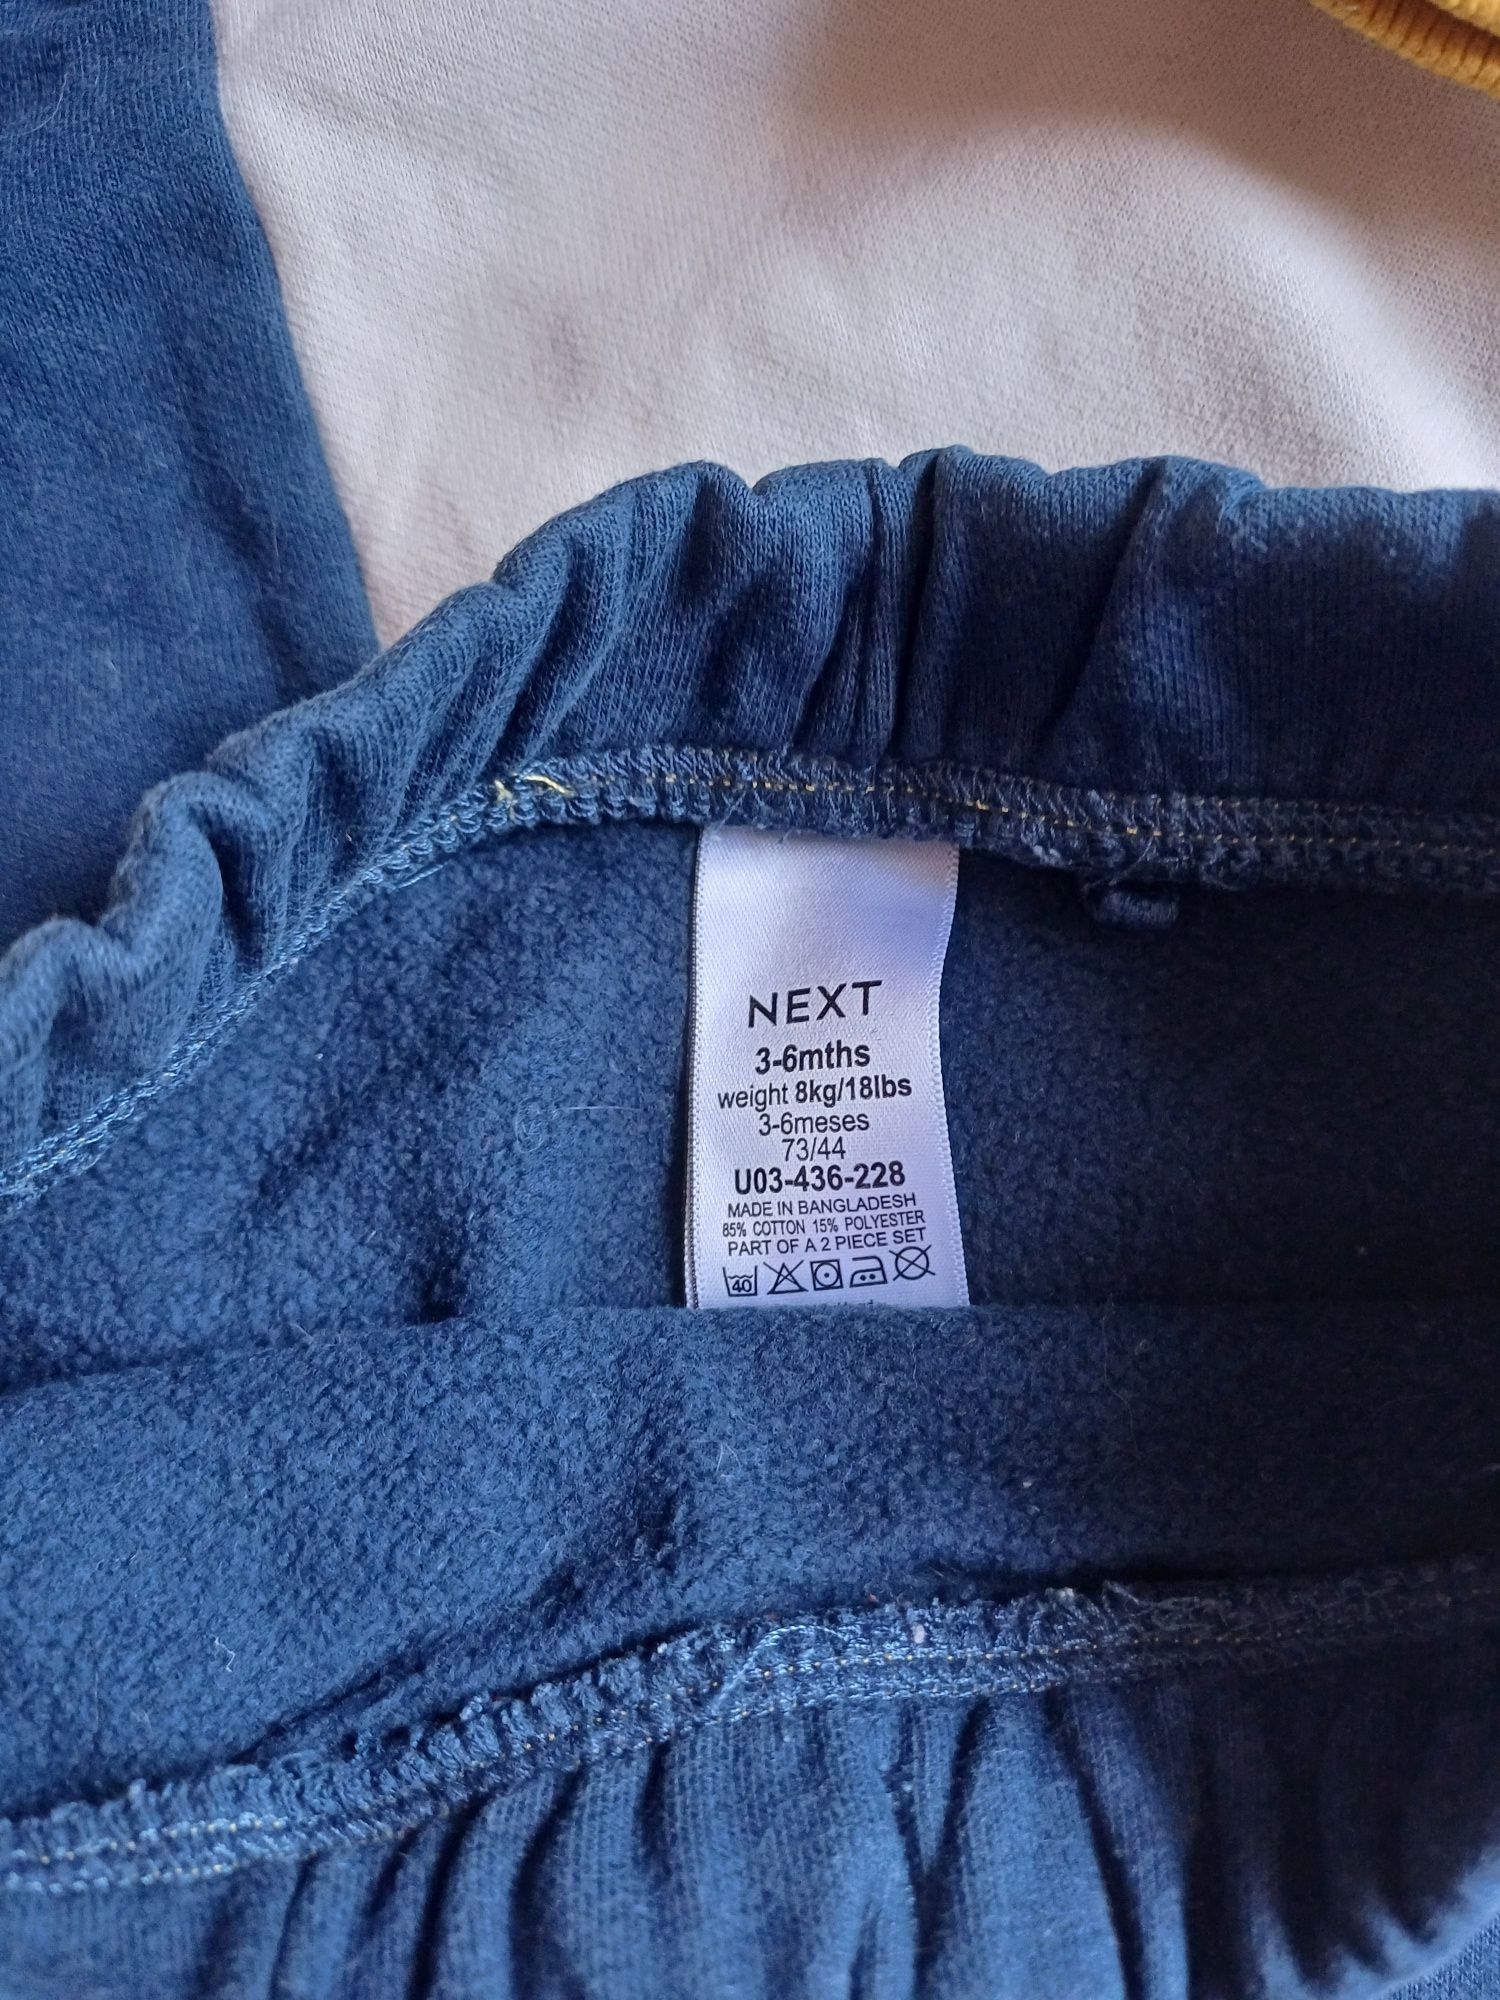 NEXT
3-6mths
weight 8kg/18lbs
3-6meses
73/44
U03-436-228
MADE IN BANGLADESH
85% COTTON 15% POLYESTER
PART OF A 2 PIECE SET
40